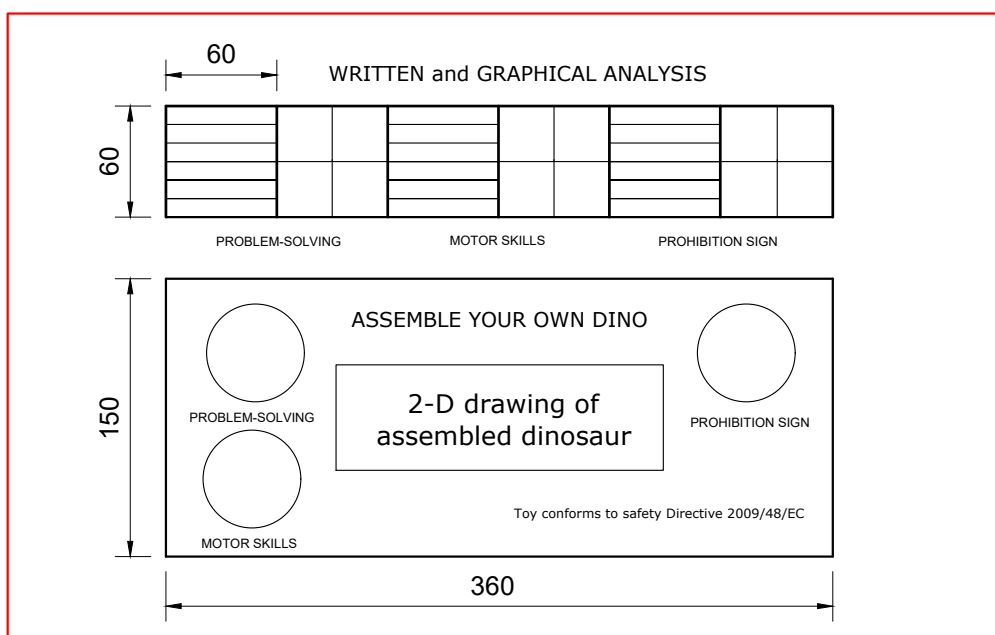 60
WRITTEN and GRAPHICAL ANALYSIS
60
PROBLEM-SOLVING
MOTOR SKILLS
PROHIBITION SIGN
ASSEMBLE YOUR OWN DINO
2-D drawing of
assembled dinosaur
PROBLEM-SOLVING
PROHIBITION SIGN
150
Toy conforms to safety Directive 2009/48/EC
MOTOR SKILLS
360